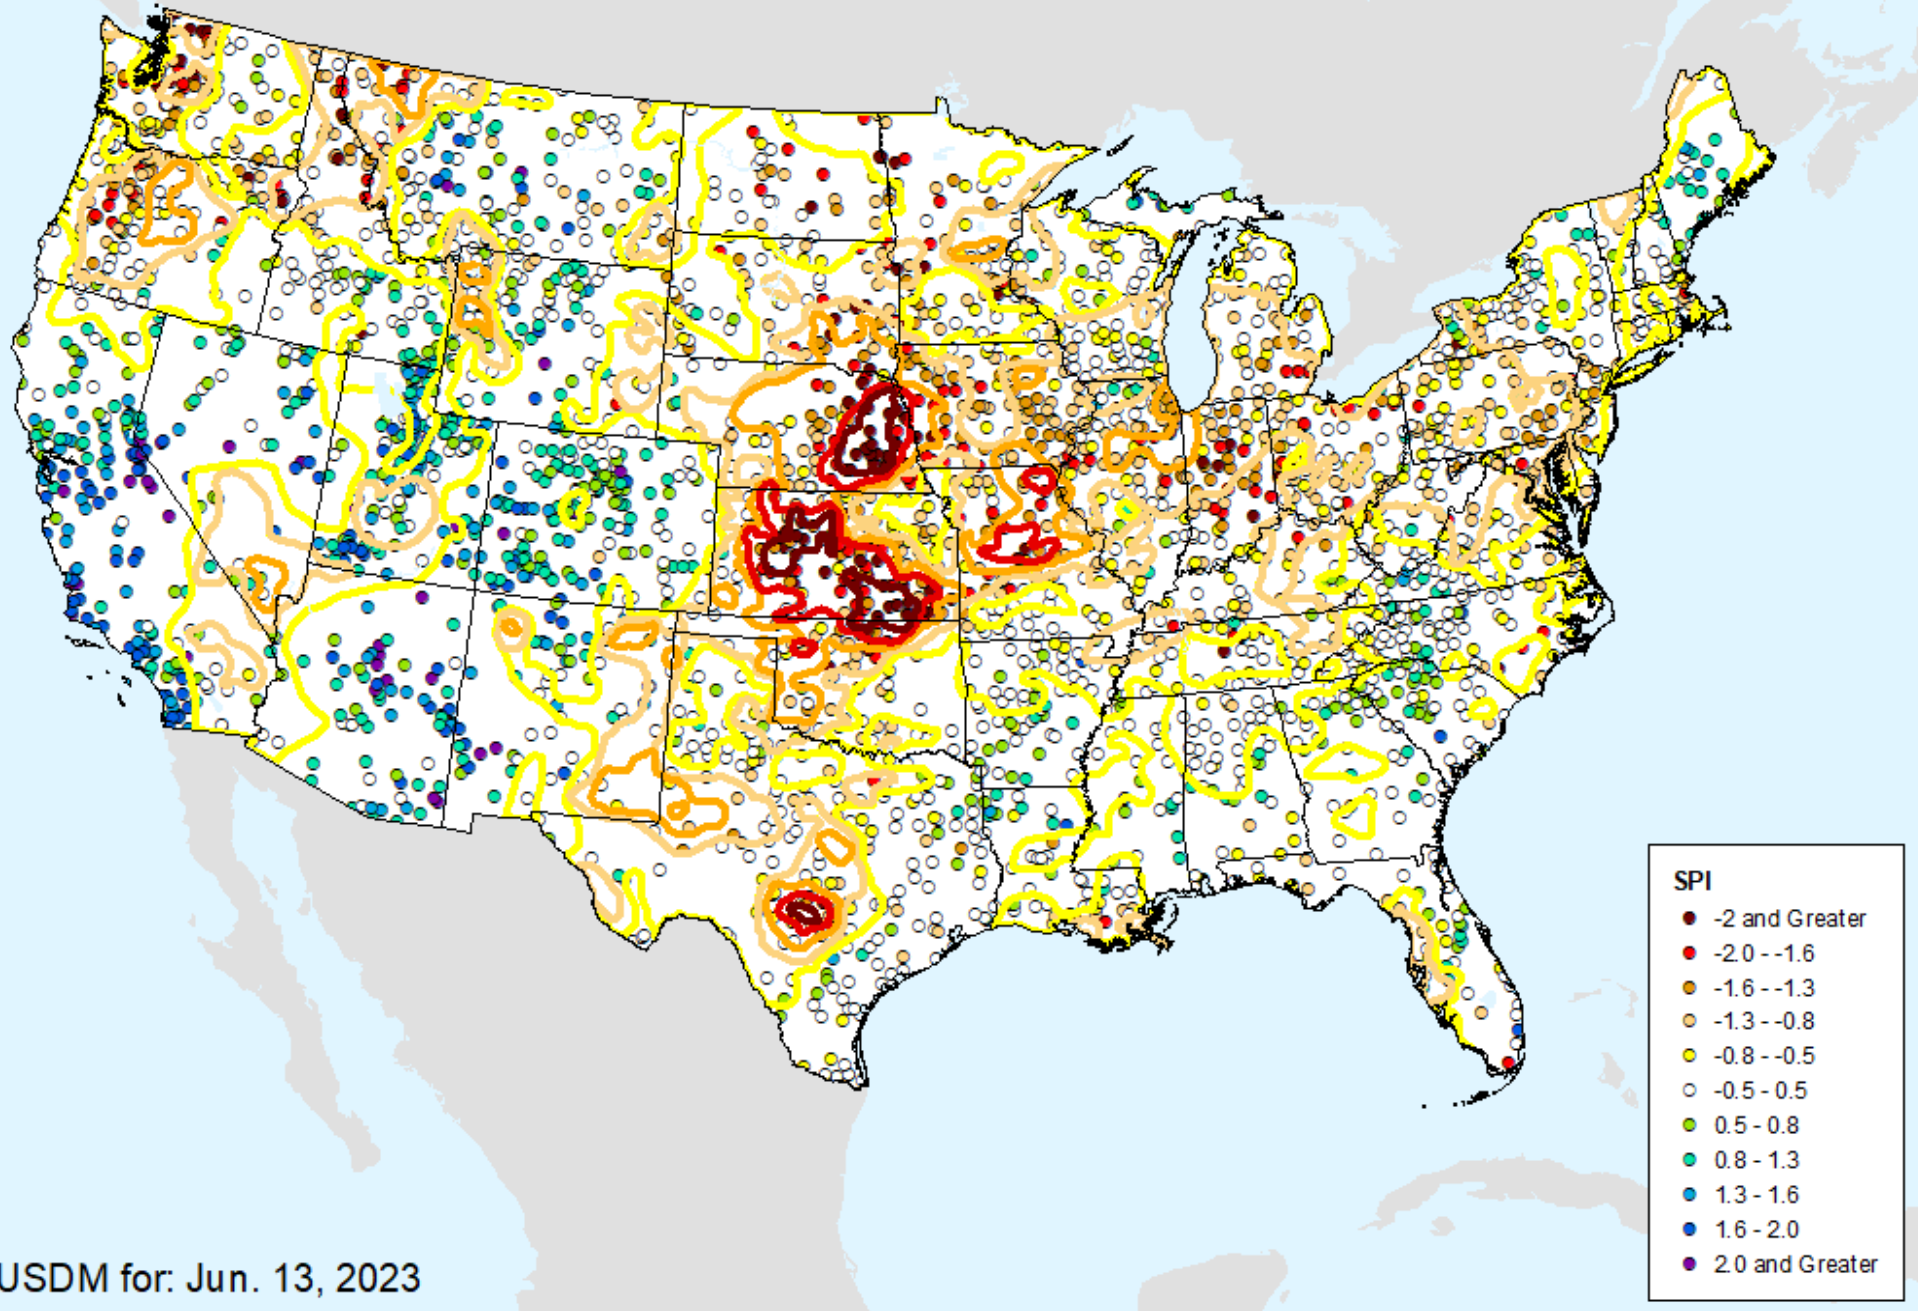 SPI
-2 and Greater
-2.0 - -1.6
-1.6 - -1.3
-1.3 - -0.8
-0.8 - -0.5
-0.5 - 0.5
0.5 - 0.8
0.8 - 1.3
1.3 - 1.6
1.6 - 2.0
2.0 and Greater
USDM for: Jun. 13, 2023